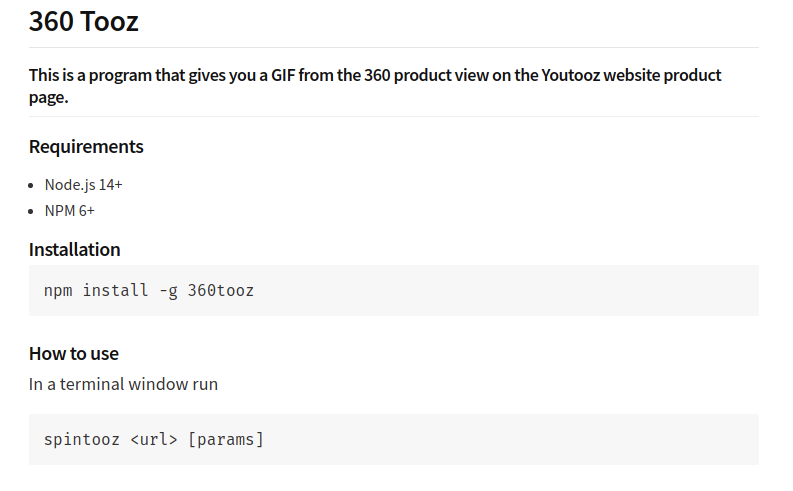 360 Tooz
This is a program that gives you a GIF from the 360 product view on the Youtooz website product
page.
Requirements
Node.js 14+
NPM 6+
Installation
npm install -g 360tooz
How to use
In a terminal window run
spintooz <url> [params]